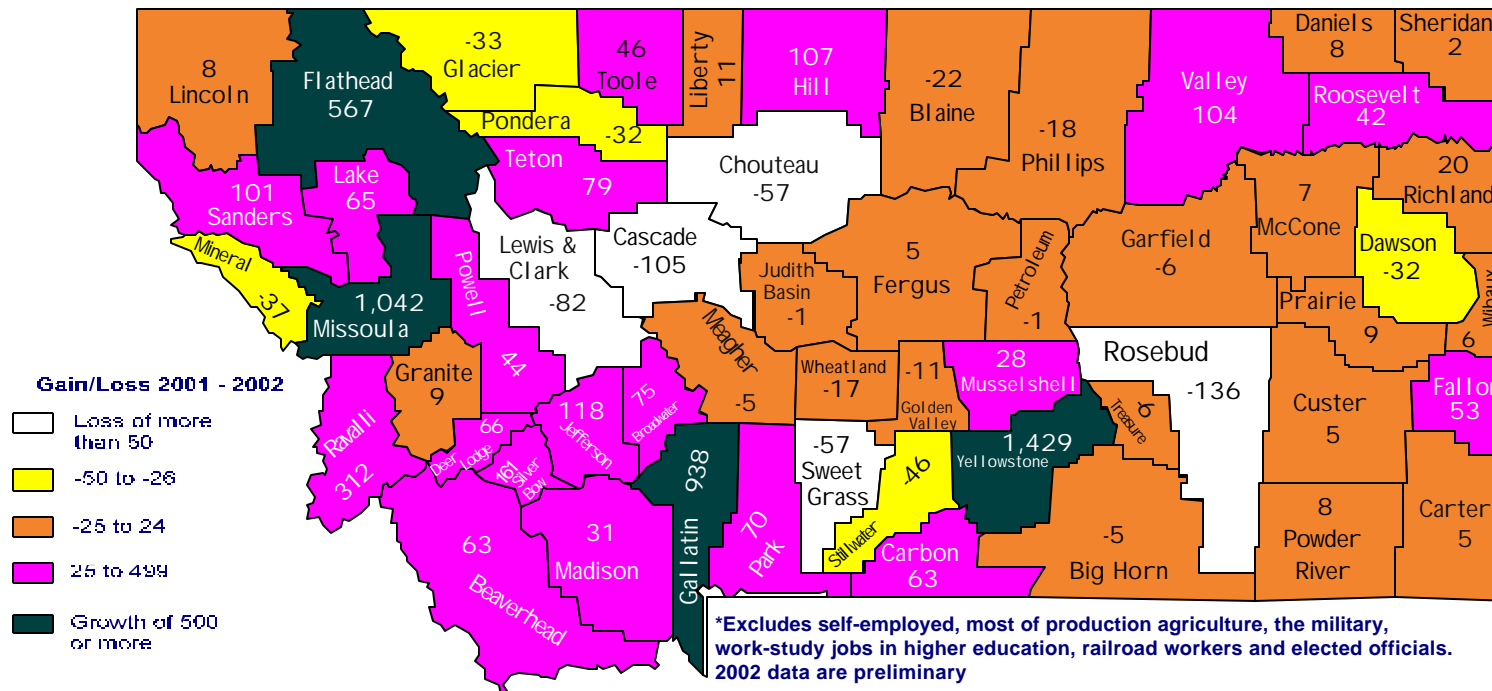 -33
Glacier
46
Toole
Liberty
11
107
Hill
-22
Blaine
Daniels
8
Sheridan
2
8
Lincoln
Flathead
567
Valley
104
Roosevelt
42
Pondera
-32
-18
Phillips
Teton
79
Chouteau
-57
101
Sanders
Lake
65
7
McCone
20
Richland
Mineral
-37
Lewis &
Clark
-82
Cascade
-105
Judith
Basin
-1
5
Fergus
Petroleum
-1
Garfield
-6
Dawson
-32
Wibaux
6
Powell
44
1,042
Missoula
Prairie
9
Meagher
-5
Rosebud
-136
Granite
9
Wheatland
-17
-11
Golden
Valley
28
Musselshell
Treasure
-6
Custer
5
Fallon
53
Gain/Loss 2001 - 2002
Loss of more
than 50
-50 to -26
-25 to 24
25 to 499
Growth of 500
or more
Ravalli
312
66
Deer
Lodge
118
Jefferson
75
Broadwater
161
Silver
Bow
938
Gallatin
-57
Sweet
Grass
-46
Stillwater
1,429
Yellowstone
63
Beaverhead
31
Madison
70
Park
Carbon
63
-5
Big Horn
8
Powder
River
Carter
5
*Excludes self-employed, most of production agriculture, the military,
work-study jobs in higher education, railroad workers and elected officials.
2002 data are preliminary